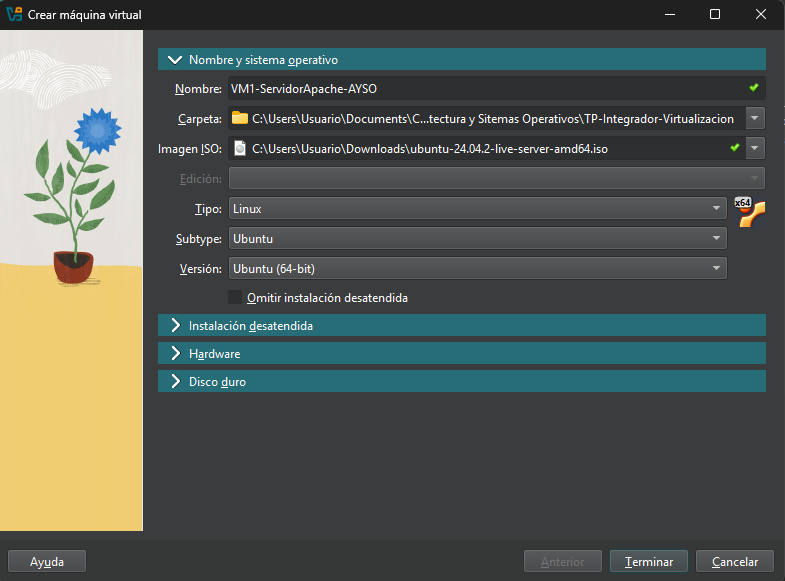 Crear máquina virtual
Nombre y sistema operativo
Nombre: VM1-ServidorApache-AYSO
Carpeta: C:\Users\Usuario\Documents\C...tectura y Sitemas Operativos\TP-Integrador-Virtualizacion
Imagen ISO: C:\Users\Usuario\Downloads\ubuntu-24.04.2-live-server-amd64.iso
Edición:
Tipo: Linux x64
Subtype: Ubuntu
Versión: Ubuntu (64-bit)
Omitir instalación desatendida
Instalación desatendida
Hardware
Disco duro
Ayuda Anterior Terminar Cancelar